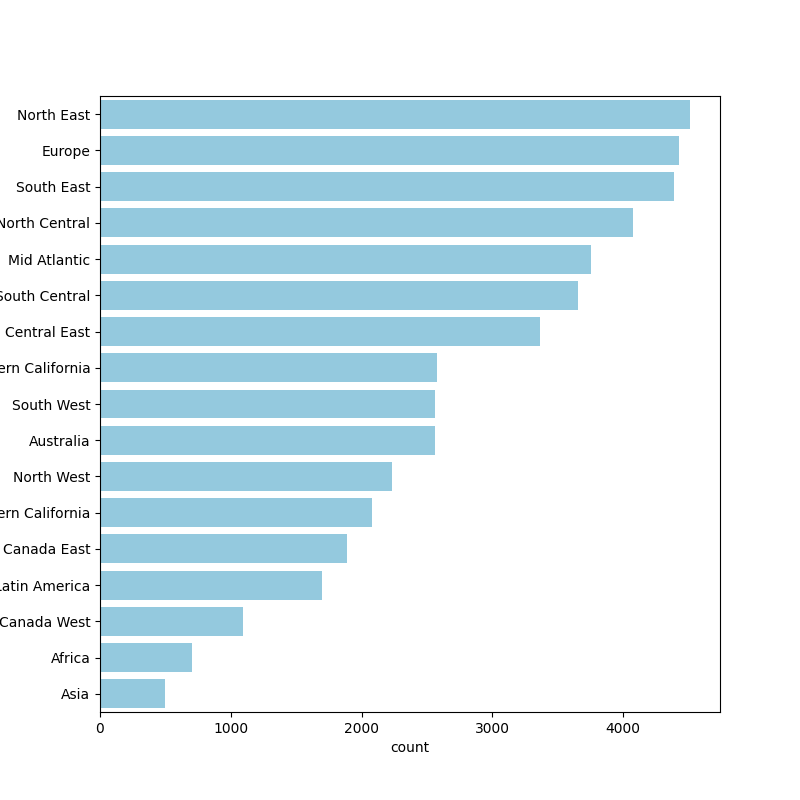 North East
Europe
South East
North Central
Mid Atlantic
South Central
Central East
ern California
South West
Australia
North West
ern California
Canada East
Latin America
Canada West
Africa
Asia
0 1000 2000 3000 4000
count